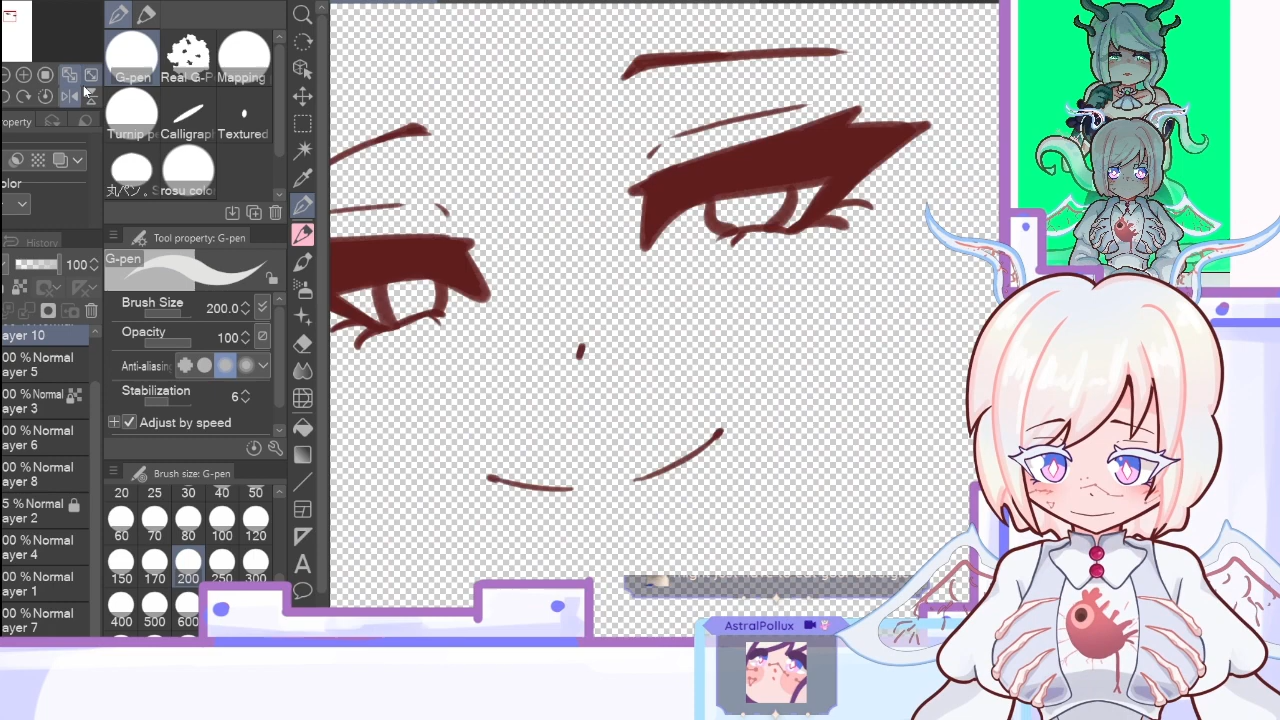 G-pen
Real G-P
Mapping
Turnip p
Calligrap
Textured
丸ペン。S
rosu color
roperty
olor
History
100
Tool property: G-pen
G-pen
Brush Size
200.0
Opacity
100
Anti-aliasing
Stabilization
6
Adjust by speed
Brush size: G-pen
20 25 30 40 50
60 70 80 100 120
150 170 200 250 300
400 500 600
ayer 10
00 % Normal
ayer 5
00 % Normal
ayer 3
00 % Normal
ayer 6
00 % Normal
ayer 8
5 % Normal
ayer 2
00 % Normal
ayer 4
00 % Normal
ayer 1
00 % Normal
ayer 7
A
AstralPollux